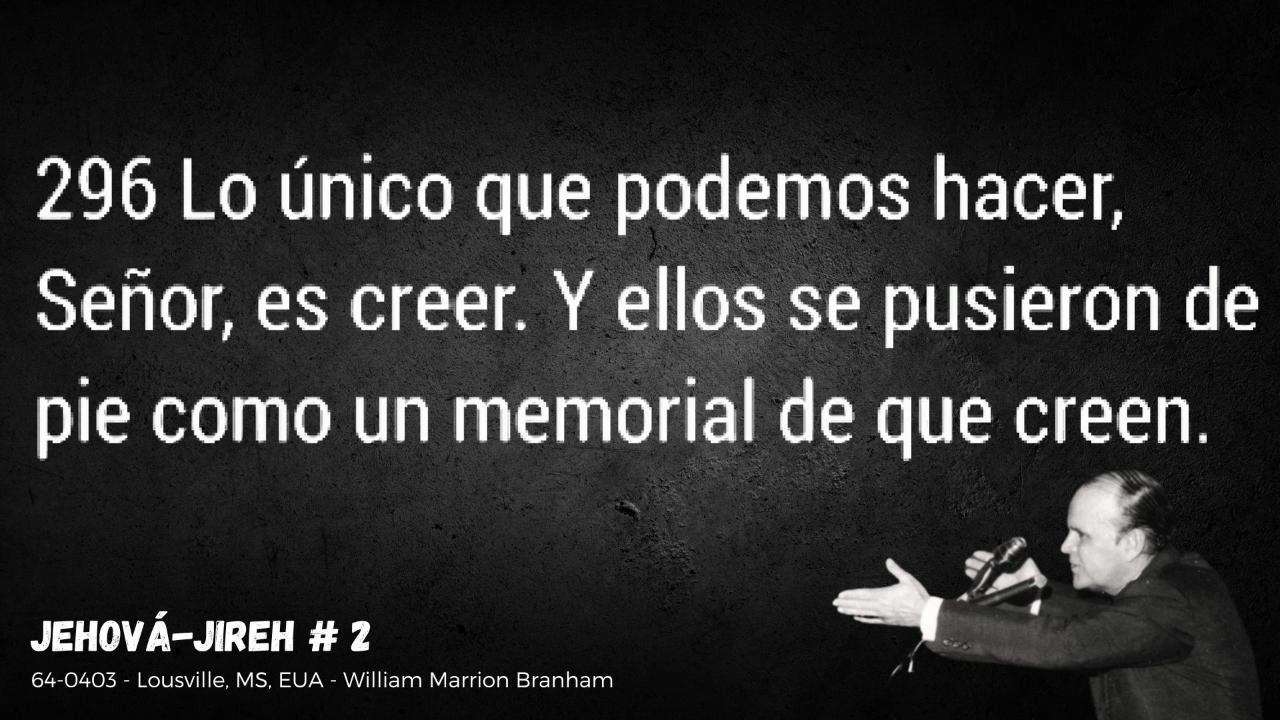 296 Lo único que podemos hacer,
Señor, es creer. Y ellos se pusieron de
pie como un memorial de que creen.
JEHOVÁ-JIREH # 2
64-0403 - Lousville, MS, EUA - William Marrion Branham